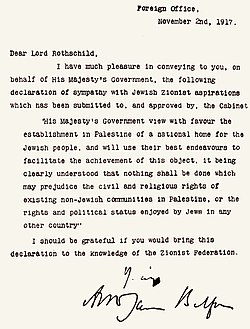 Foreign Office,
November 2nd, 1917.
Dear Lord Rothschild,
I have much pleasure in conveying to you, on
behalf of His Majesty's Government, the following
declaration of sympathy with Jewish Zionist aspirations
which has been submitted to, and approved by, the Cabinet
"His Majesty's Government view with favour the
establishment in Palestine of a national home for the
Jewish people, and will use their best endeavours to
facilitate the achievement of this object, it being
clearly understood that nothing shall be done which
may prejudice the civil and religious rights of
existing non-Jewish communities in Palestine, or the
rights and political status enjoyed by Jews in any
other country"
I should be grateful if you would bring this
declaration to the knowledge of the Zionist Federation.
Arthur James Balfour